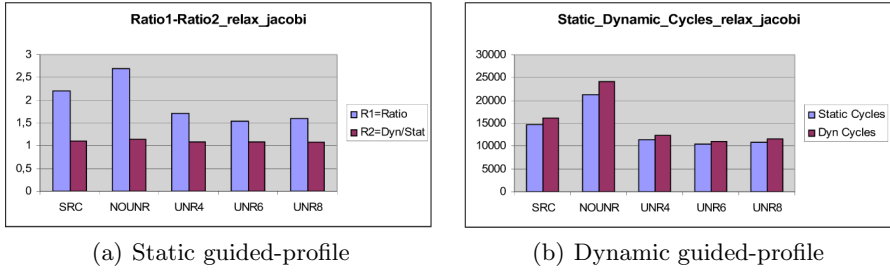 Ratio1-Ratio2_relax_jacobi
3
2,5
2
1,5
1
0,5
0
SRC NOUNR UNR4 UNR6 UNR8
R1=Ratio
R2=Dyn/Stat
(a) Static guided-profile
Static_Dynamic_Cycles_relax_jacobi
30000
25000
20000
15000
10000
5000
0
SRC NOUNR UNR4 UNR6 UNR8
Static Cycles
Dyn Cycles
(b) Dynamic guided-profile